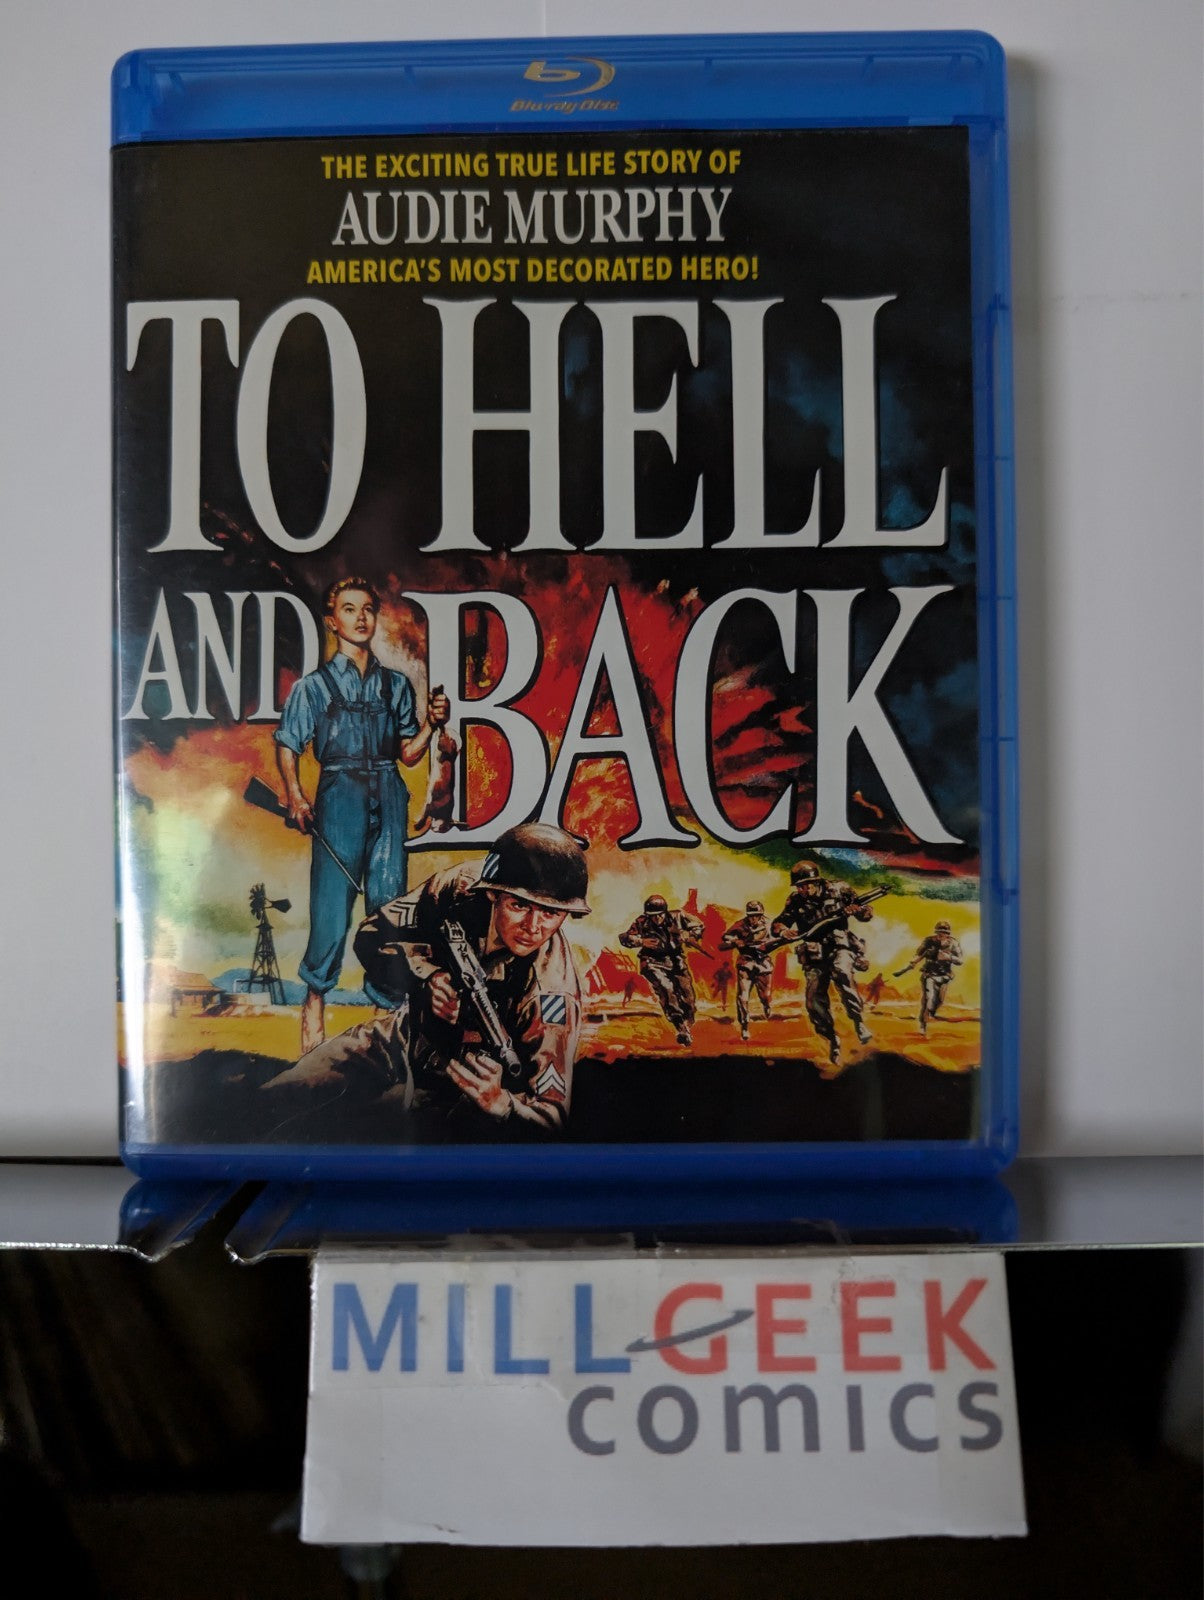 Blu-ray Disc
THE EXCITING TRUE LIFE STORY OF
AUDIE MURPHY
AMERICA'S MOST DECORATED HERO!
TO HELL
AND BACK
MILLGEEK
comics